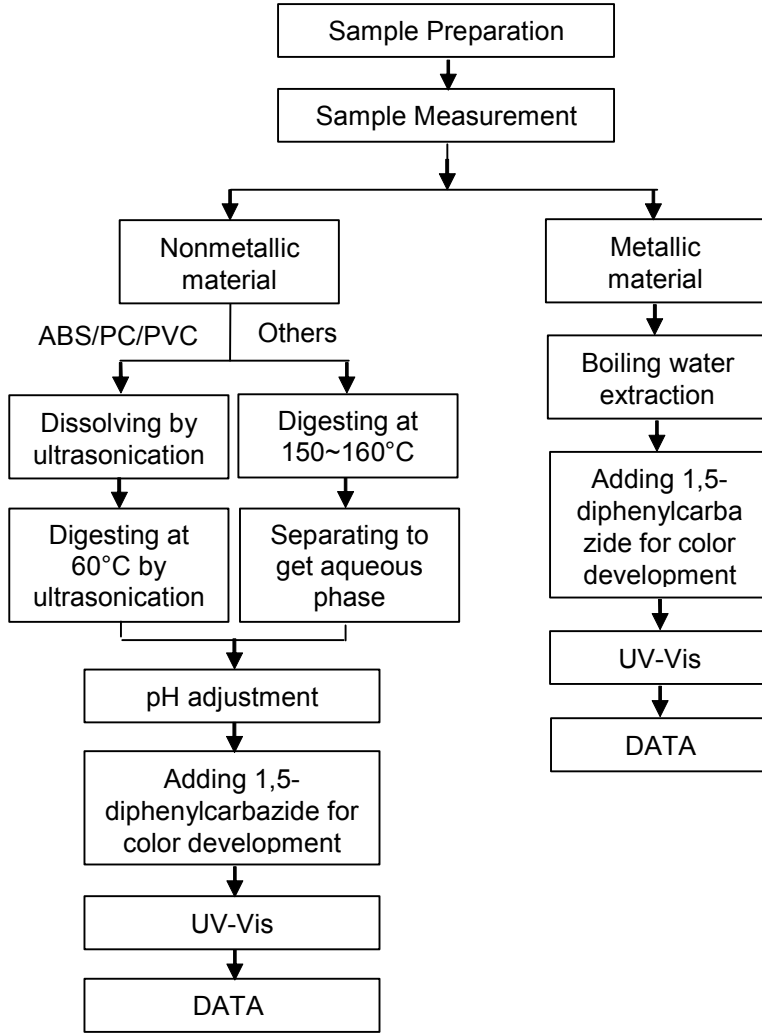 Sample Preparation
Sample Measurement
Nonmetallic
material
Metallic
material
ABS/PC/PVC
Others
Boiling water
extraction
Dissolving by
ultrasonication
Digesting at
150~160°C
Adding 1,5-
diphenylcarba
zide for color
development
Digesting at
60°C by
ultrasonication
Separating to
get aqueous
phase
UV-Vis
pH adjustment
DATA
Adding 1,5-
diphenylcarbazide for
color development
UV-Vis
DATA